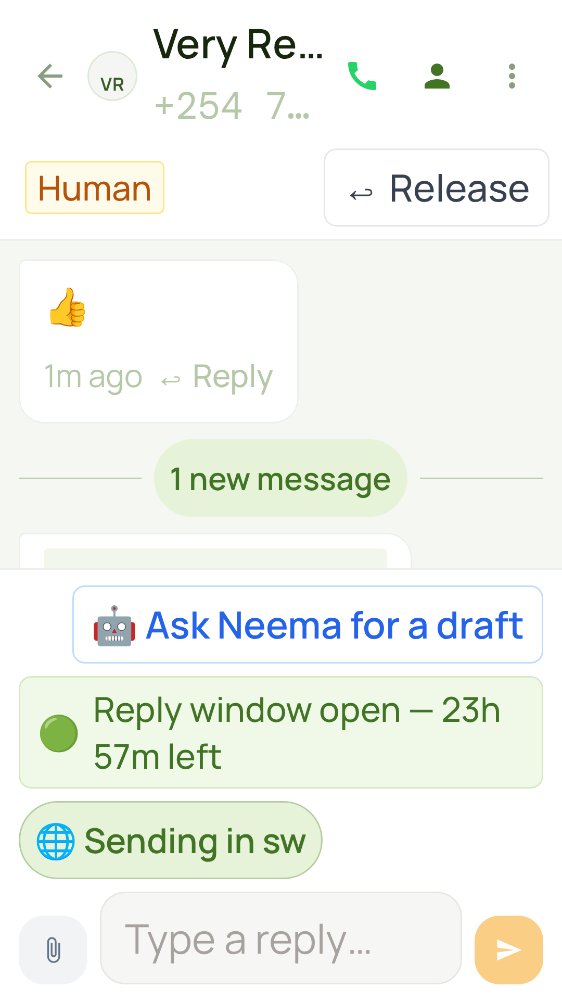 Very Re...
VR
+254 7...
Human
↩ Release
👍
1m ago ↩ Reply
1 new message
🤖 Ask Neema for a draft
🟢 Reply window open — 23h
57m left
🌐 Sending in sw
Type a reply...